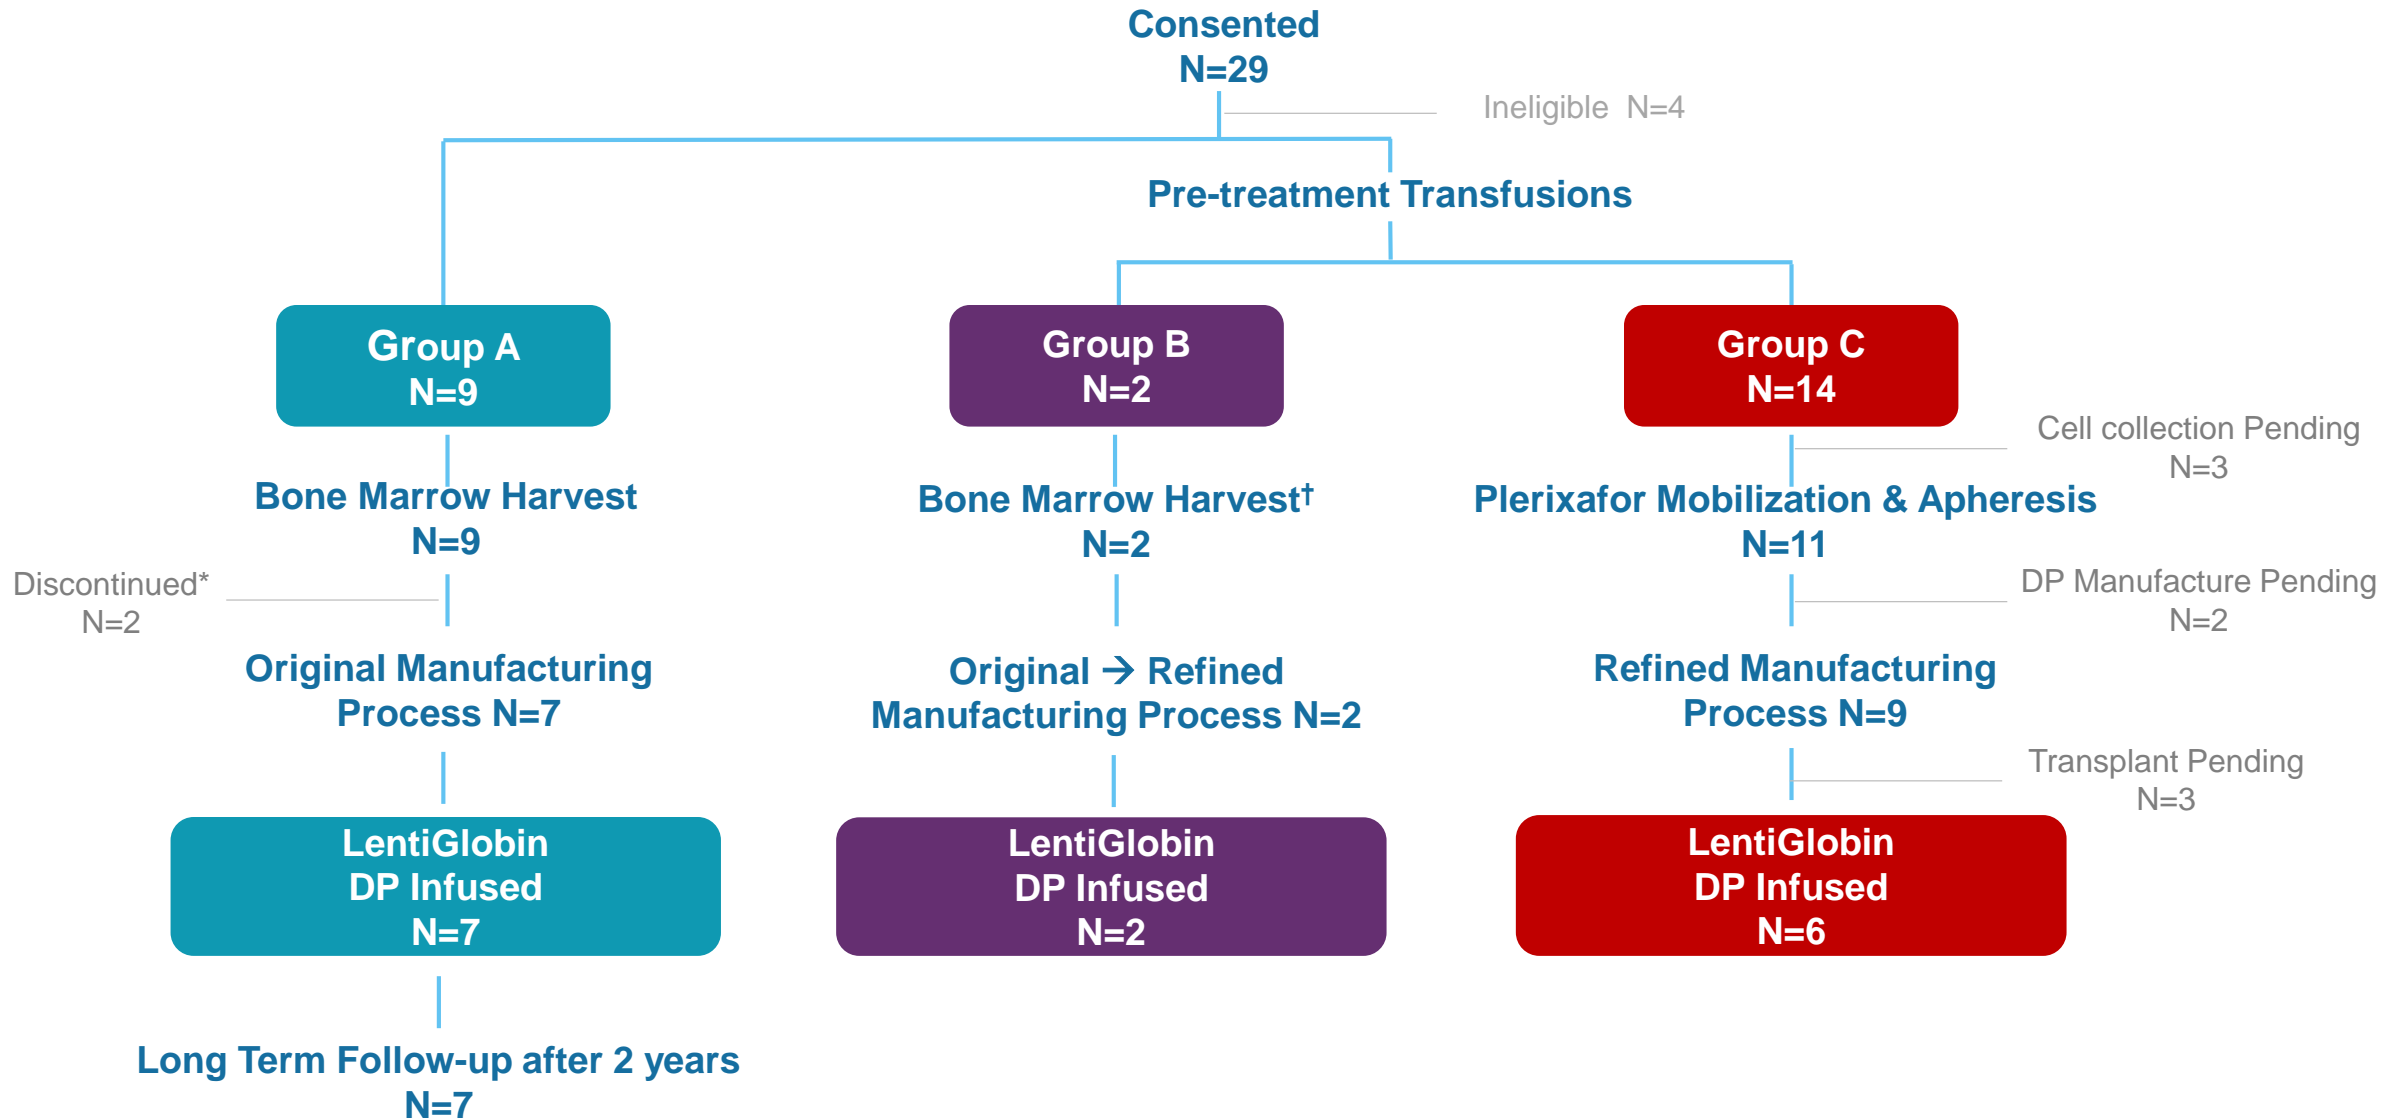 Consented
N=29
Ineligible N=4
Pre-treatment Transfusions
Group A
N=9
Group B
N=2
Group C
N=14
Cell collection Pending
N=3
Bone Marrow Harvest
N=9
Bone Marrow Harvest†
N=2
Plerixafor Mobilization & Apheresis
N=11
Discontinued*
N=2
DP Manufacture Pending
N=2
Original Manufacturing
Process N=7
Original → Refined
Manufacturing Process N=2
Refined Manufacturing
Process N=9
Transplant Pending
N=3
LentiGlobin
DP Infused
N=7
LentiGlobin
DP Infused
N=2
LentiGlobin
DP Infused
N=6
Long Term Follow-up after 2 years
N=7